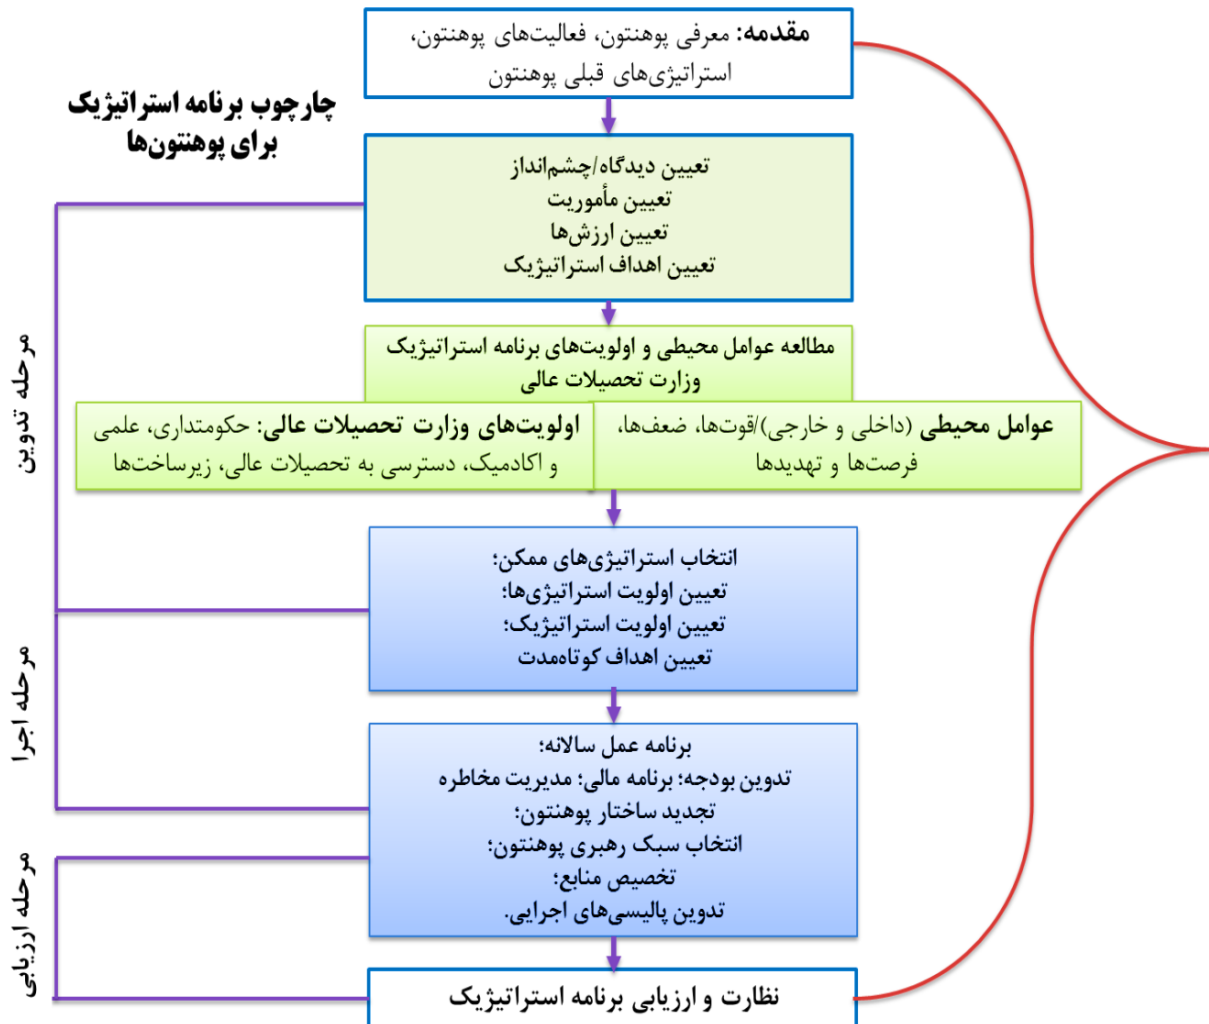 مقدمه: معرفی پوهنتون، فعالیت‌های پوهنتون،
استراتیژی‌های قبلی پوهنتون
چارچوب برنامه استراتیژیک
برای پوهنتون‌ها
تعیین دیدگاه/چشم‌انداز
تعیین مأموریت
تعیین ارزش‌ها
تعیین اهداف استراتیژیک
مطالعه عوامل محیطی و اولویت‌های برنامه استراتیژیک
وزارت تحصیلات عالی
عوامل محیطی (داخلی و خارجی)/قوت‌ها، ضعف‌ها،
فرصت‌ها و تهدیدها
اولویت‌های وزارت تحصیلات عالی: حکومتداری، علمی
و اکادمیک، دسترسی به تحصیلات عالی، زیرساخت‌ها
مرحله تدوین
انتخاب استراتیژی‌های ممکن؛
تعیین اولویت استراتیژی‌ها؛
تعیین اولویت استراتیژیک؛
تعیین اهداف کوتاه‌مدت
مرحله اجرا
برنامه عمل سالانه؛
تدوین بودجه؛ برنامه مالی؛ مدیریت مخاطره
تجدید ساختار پوهنتون؛
انتخاب سبک رهبری پوهنتون؛
تخصیص منابع؛
تدوین پالیسی‌های اجرایی.
مرحله ارزیابی
نظارت و ارزیابی برنامه استراتیژیک